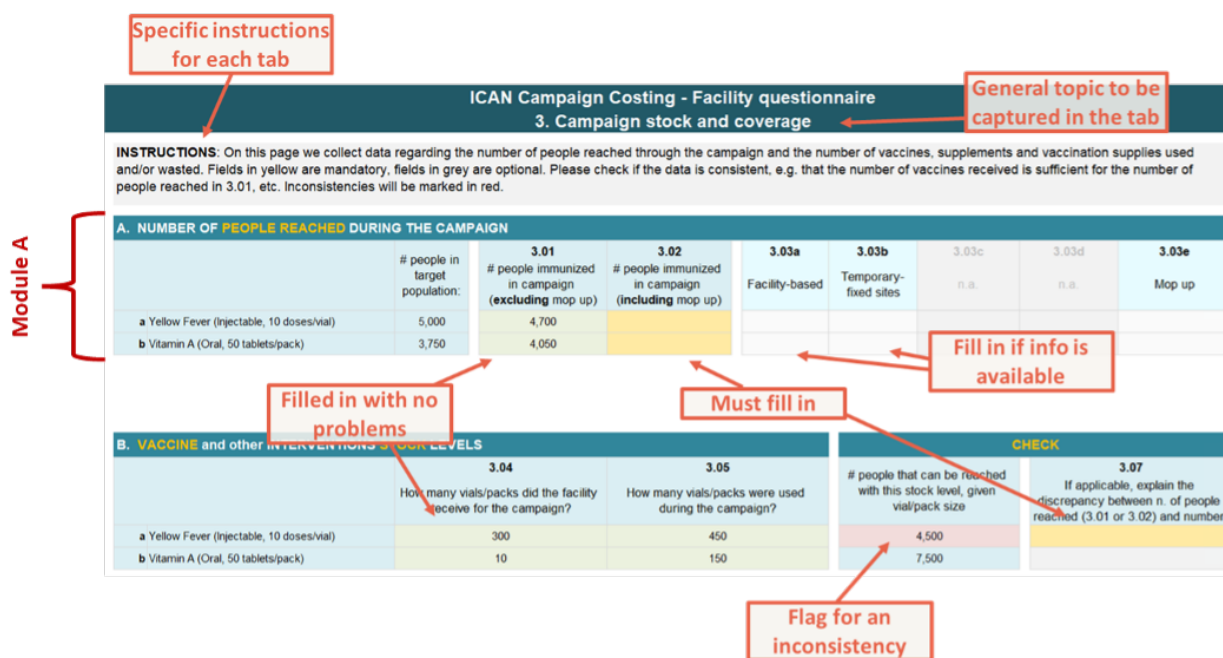 Specific instructions
for each tab
General topic to be
captured in the tab
ICAN Campaign Costing - Facility questionnaire
3. Campaign stock and coverage
INSTRUCTIONS: On this page we collect data regarding the number of people reached through the campaign and the number of vaccines, supplements and vaccination supplies used
and/or wasted. Fields in yellow are mandatory, fields in grey are optional. Please check if the data is consistent, e.g. that the number of vaccines received is sufficient for the number of
people reached in 3.01, etc. Inconsistencies will be marked in red.
Module A
A. NUMBER OF PEOPLE REACHED DURING THE CAMPAIGN
# people in
target
population:
3.01
# people immunized
in campaign
(excluding mop up)
3.02
# people immunized
in campaign
(including mop up)
3.03a
Facility-based
3.03b
Temporary-
fixed sites
3.03c
n.a.
3.03d
n.a.
3.03e
Mop up
a Yellow Fever (Injectable, 10 doses/vial) 5,000 4,700
b Vitamin A (Oral, 50 tablets/pack) 3,750 4,050
Fill in if info is
available
Filled in with no
problems
Must fill in
B. VACCINE and other INTERVENTIONS STOCK LEVELS
CHECK
3.04
How many vials/packs did the facility
receive for the campaign?
3.05
How many vials/packs were used
during the campaign?
# people that can be reached
with this stock level, given
vial/pack size
3.07
If applicable, explain the
discrepancy between n. of people
reached (3.01 or 3.02) and number
a Yellow Fever (Injectable, 10 doses/vial) 300 450 4,500
b Vitamin A (Oral, 50 tablets/pack) 10 150 7,500
Flag for an
inconsistency